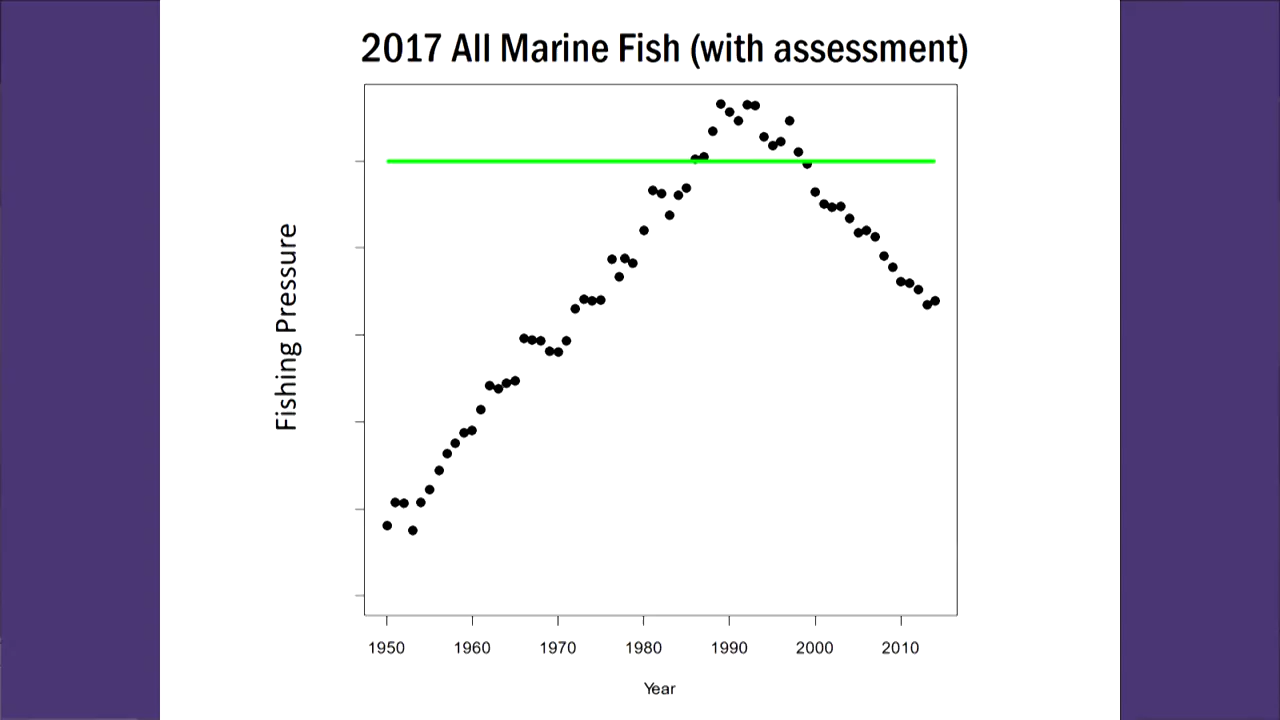 2017 All Marine Fish (with assessment)
Fishing Pressure
1950 1960 1970 1980 1990 2000 2010
Year